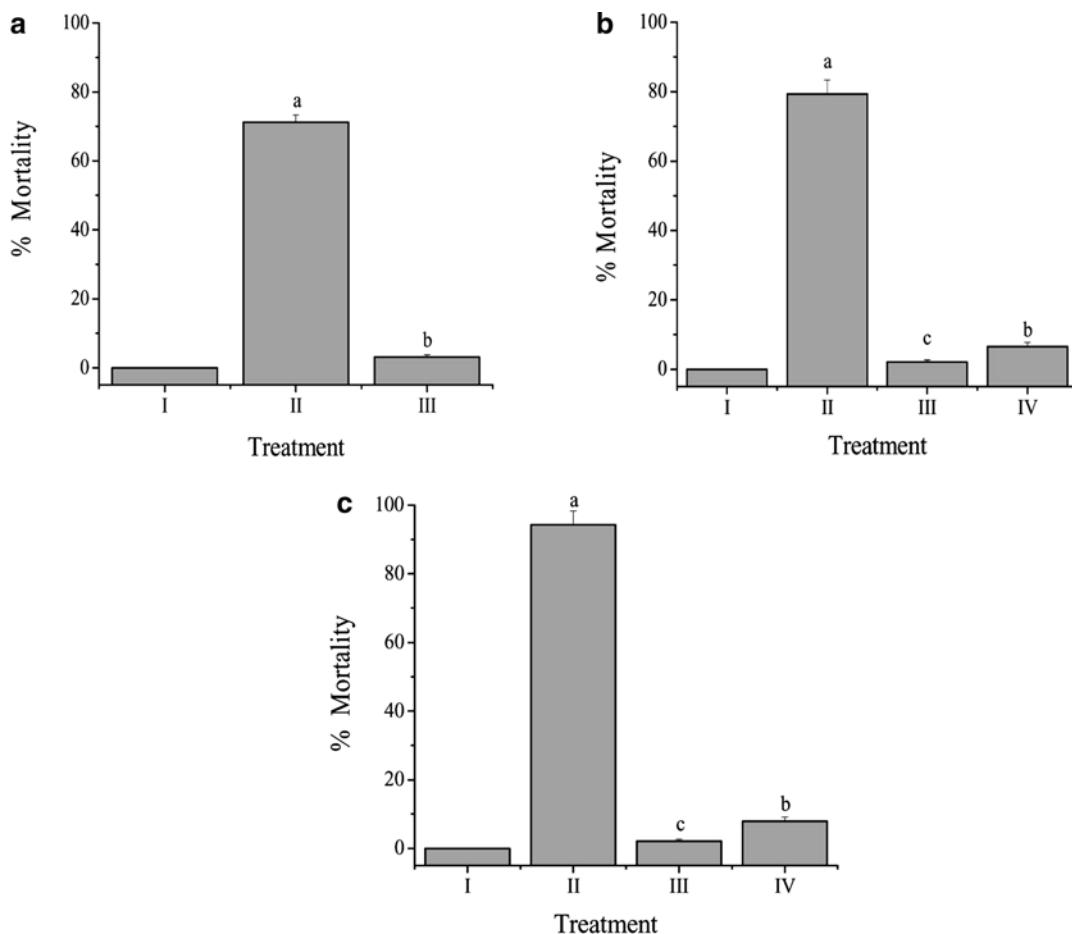 a
% Mortality
100
80
60
40
20
0
a
b
I II III
Treatment
b
% Mortality
100
80
60
40
20
0
a
c
b
I II III IV
Treatment
c
% Mortality
100
80
60
40
20
0
a
c
b
I II III IV
Treatment